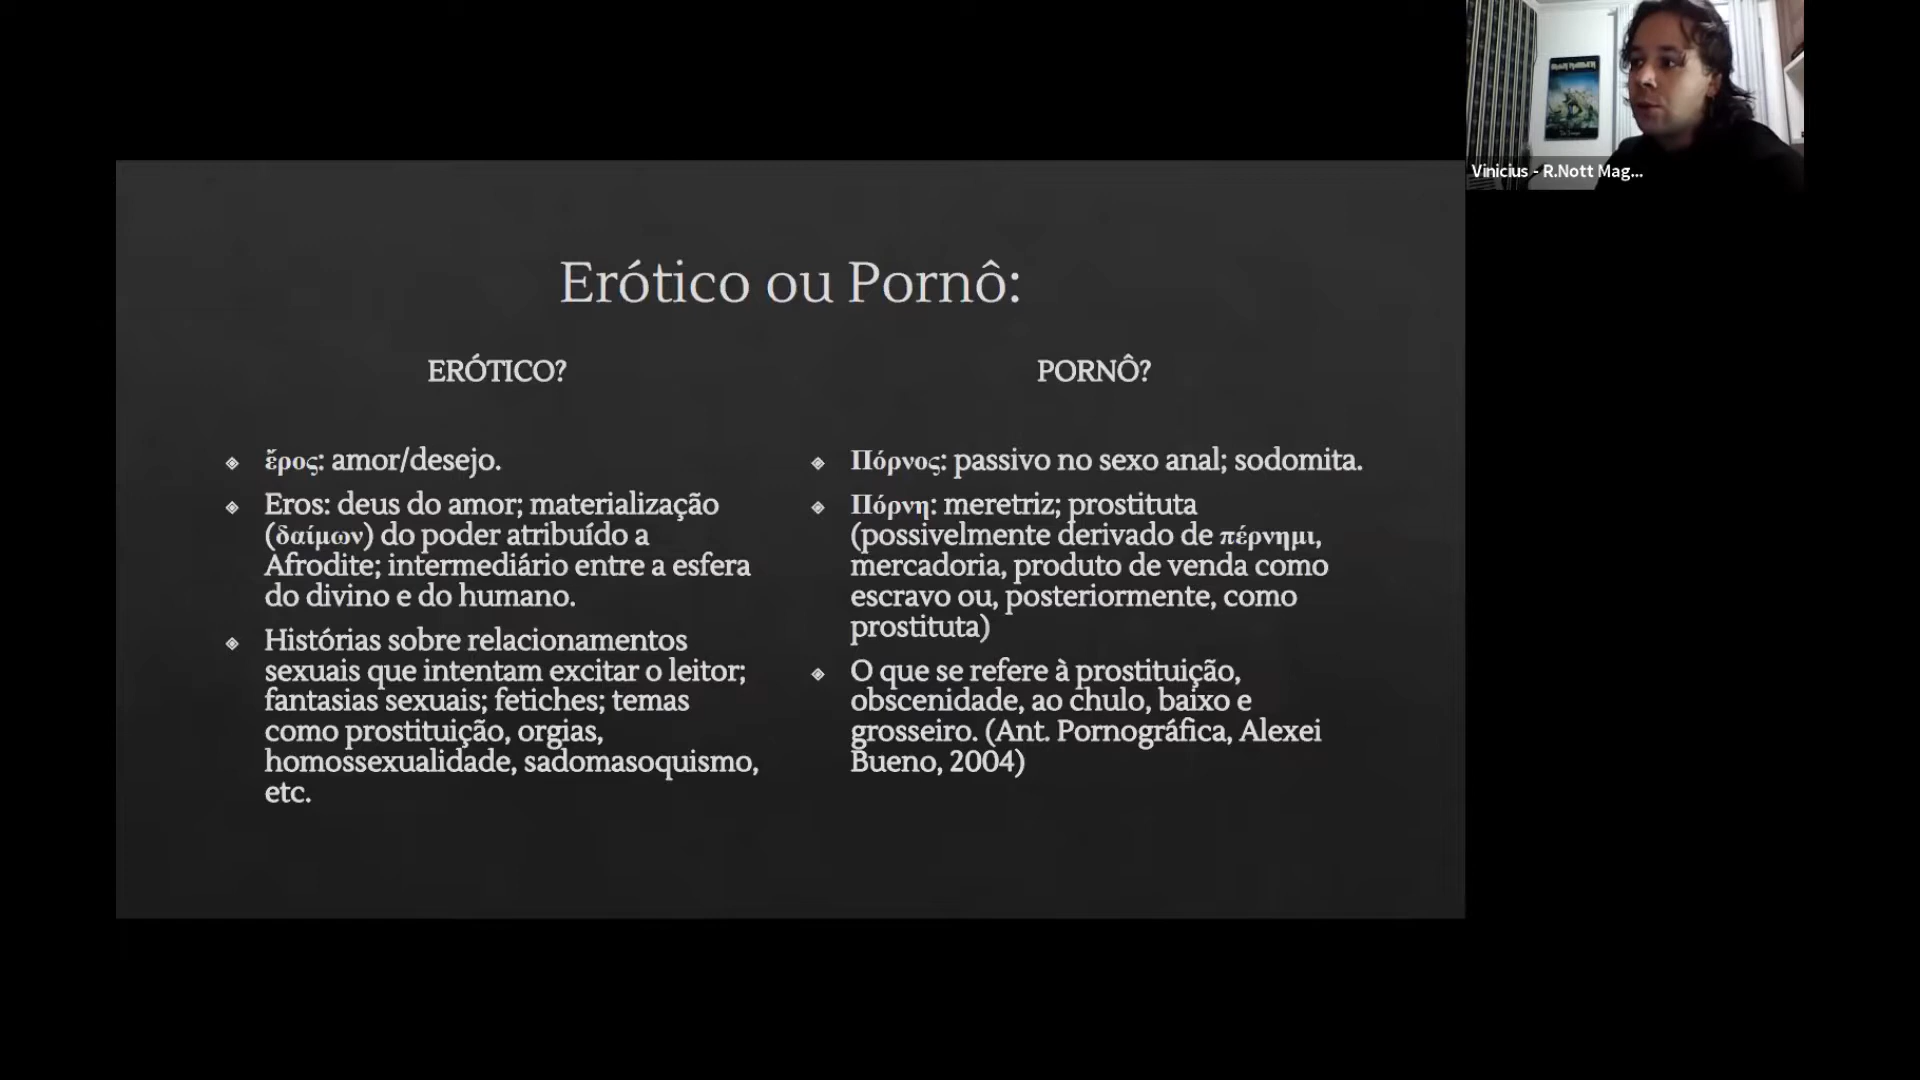 Vinicius - R.Nott Mag...
Erótico ou Pornô:
ERÓTICO?
ἔρος: amor/desejo.
Eros: deus do amor; materialização
(δαίμων) do poder atribuído a
Afrodite; intermediário entre a esfera
do divino e do humano.
Histórias sobre relacionamentos
sexuais que intentam excitar o leitor;
fantasias sexuais; fetiches; temas
como prostituição, orgias,
homossexualidade, sadomasoquismo,
etc.
PORNÔ?
Πόρνος: passivo no sexo anal; sodomita.
Πόρνη: meretriz; prostituta
(possivelmente derivado de πέρνημι,
mercadoria, produto de venda como
escravo ou, posteriormente, como
prostituta)
O que se refere à prostituição,
obscenidade, ao chulo, baixo e
grosseiro. (Ant. Pornográfica, Alexei
Bueno, 2004)